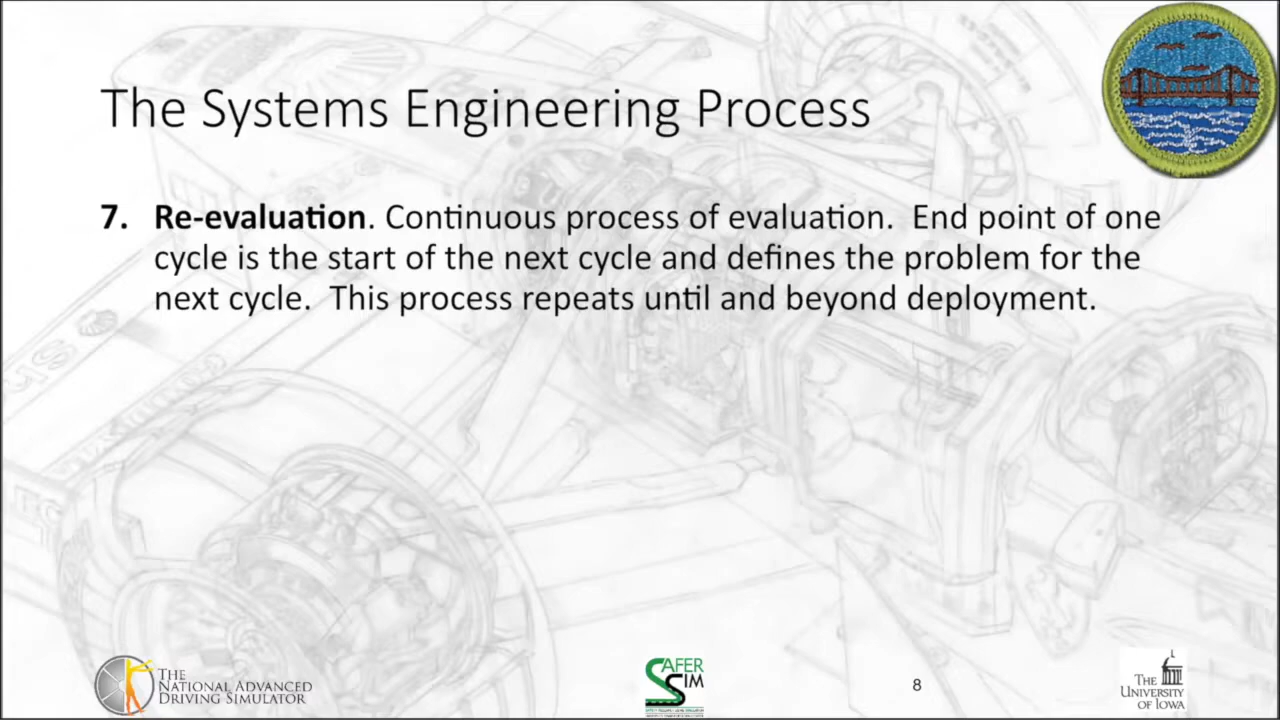 The Systems Engineering Process
7. Re-evaluation. Continuous process of evaluation. End point of one
cycle is the start of the next cycle and defines the problem for the
next cycle. This process repeats until and beyond deployment.
THE
NATIONAL ADVANCED
DRIVING SIMULATOR
SAFER
SIM
8
THE
UNIVERSITY
OF IOWA